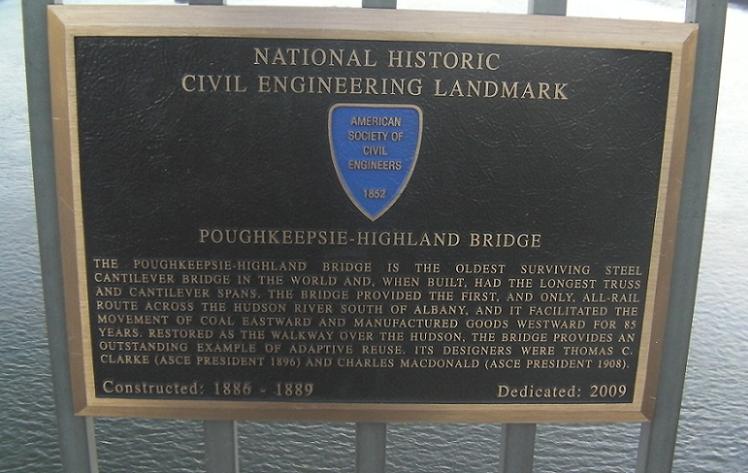 NATIONAL HISTORIC
CIVIL ENGINEERING LANDMARK
AMERICAN
SOCIETY OF
CIVIL
ENGINEERS
1852
POUGHKEEPSIE-HIGHLAND BRIDGE
THE POUGHKEEPSIE-HIGHLAND BRIDGE IS THE OLDEST SURVIVING STEEL
CANTILEVER BRIDGE IN THE WORLD AND, WHEN BUILT, HAD THE LONGEST TRUSS
AND CANTILEVER SPANS. THE BRIDGE PROVIDED THE FIRST, AND ONLY, ALL-RAIL
ROUTE ACROSS THE HUDSON RIVER SOUTH OF ALBANY, AND IT FACILITATED THE
MOVEMENT OF COAL EASTWARD AND MANUFACTURED GOODS WESTWARD FOR 85
YEARS. RESTORED AS THE WALKWAY OVER THE HUDSON, THE BRIDGE PROVIDES AN
OUTSTANDING EXAMPLE OF ADAPTIVE REUSE. ITS DESIGNERS WERE THOMAS C.
CLARKE (ASCE PRESIDENT 1896) AND CHARLES MACDONALD (ASCE PRESIDENT 1908).
Constructed: 1886 - 1889 Dedicated: 2009